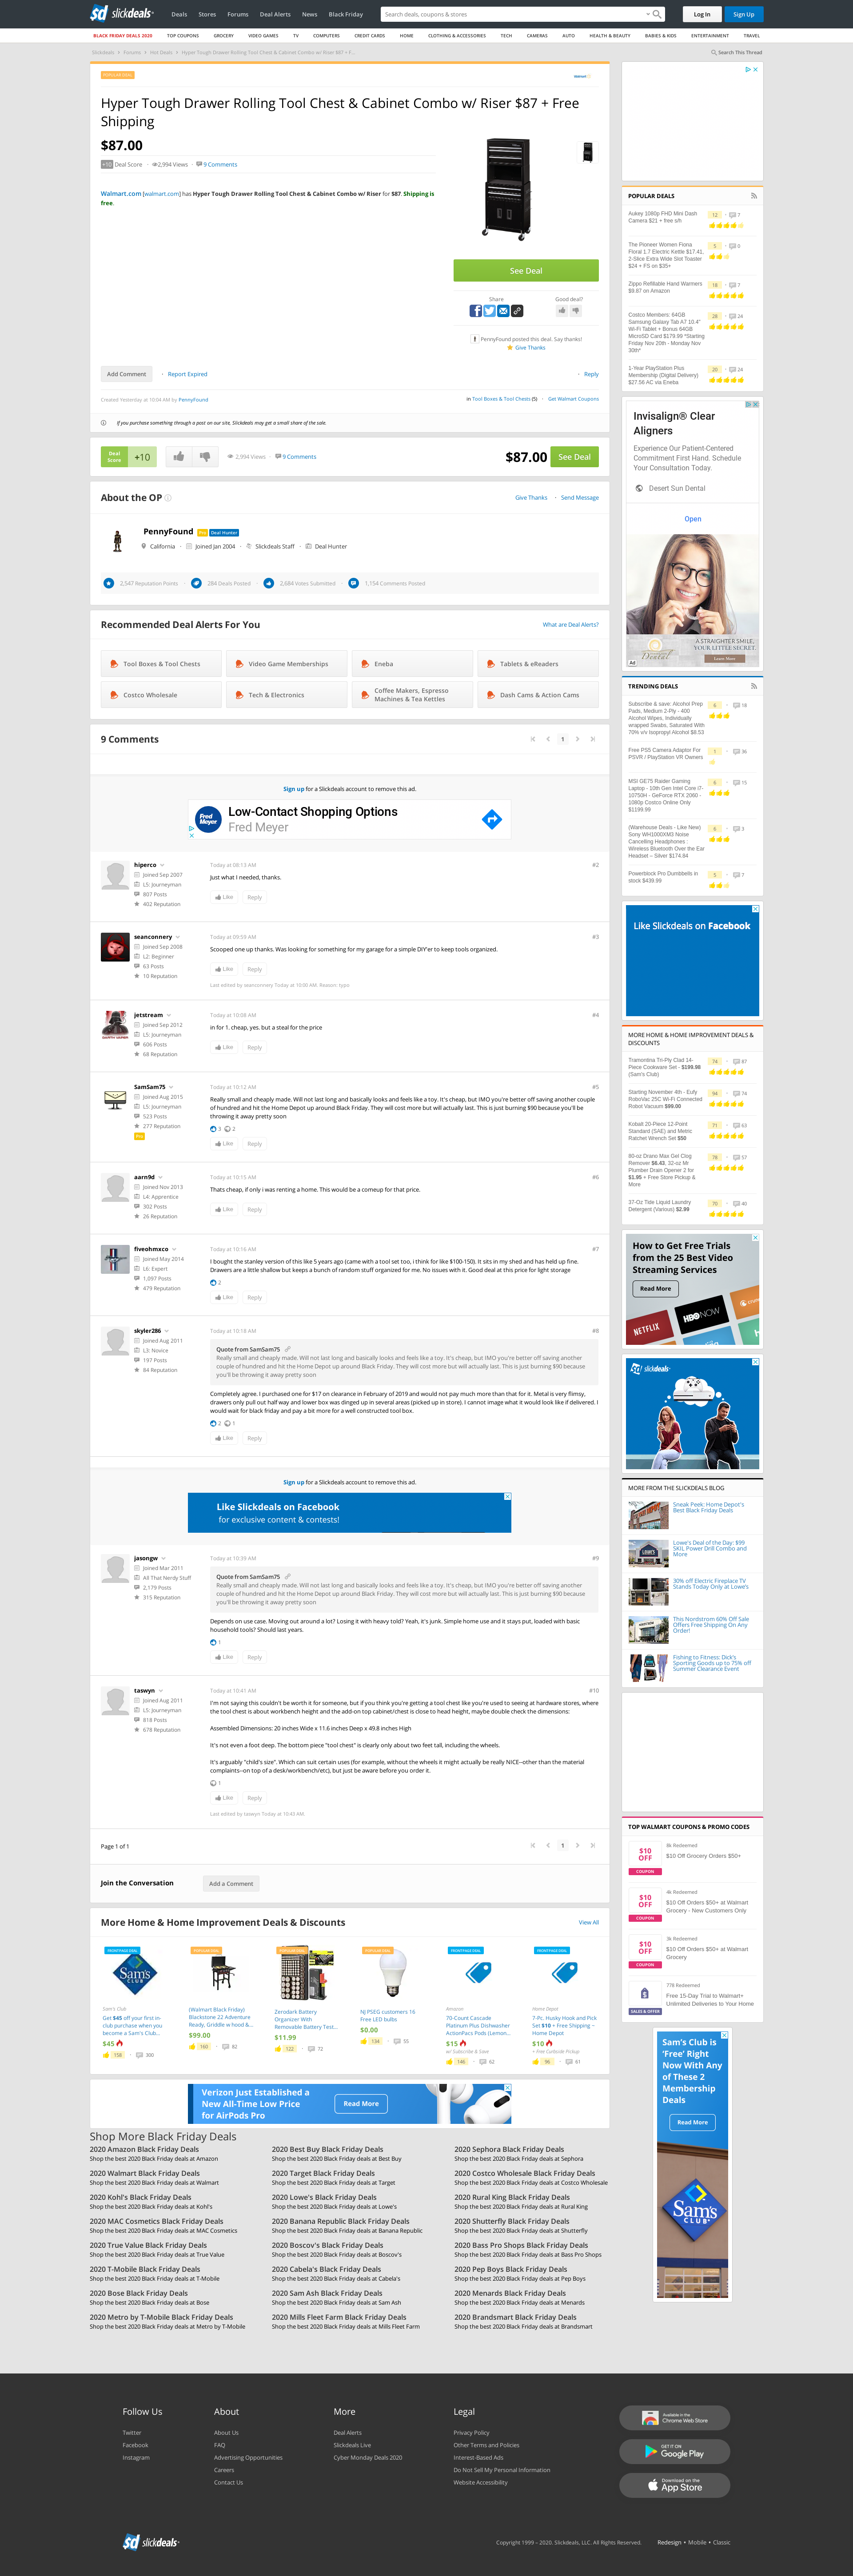 slickdeals
Deals
Stores
Forums
Deal Alerts
News
Black Friday
Search deals, coupons & stores
Log In
Sign Up
BLACK FRIDAY DEALS 2020
TOP COUPONS
GROCERY
VIDEO GAMES
TV
COMPUTERS
CREDIT CARDS
HOME
CLOTHING & ACCESSORIES
TECH
CAMERAS
AUTO
HEALTH & BEAUTY
BABIES & KIDS
ENTERTAINMENT
TRAVEL
Slickdeals > Forums > Hot Deals > Hyper Tough Drawer Rolling Tool Chest & Cabinet Combo w/ Riser $87 + F...
Search This Thread
POPULAR DEAL
Walmart
Hyper Tough Drawer Rolling Tool Chest & Cabinet Combo w/ Riser $87 + Free
Shipping
$87.00
+10 Deal Score
2,994 Views
9 Comments
Walmart.com [walmart.com] has Hyper Tough Drawer Rolling Tool Chest & Cabinet Combo w/ Riser for $87. Shipping is
free.
See Deal
Share
Good deal?
PennyFound posted this deal. Say thanks!
Give Thanks
Add Comment
Report Expired
Reply
Created Yesterday at 10:04 AM by PennyFound
in Tool Boxes & Tool Chests (5)
Get Walmart Coupons
If you purchase something through a post on our site, Slickdeals may get a small share of the sale.
Deal
Score
+10
2,994 Views
9 Comments
$87.00
See Deal
About the OP
Give Thanks
Send Message
PennyFound
Pro
Deal Hunter
California
Joined Jan 2004
Slickdeals Staff
Deal Hunter
2,547 Reputation Points
284 Deals Posted
2,684 Votes Submitted
1,154 Comments Posted
Recommended Deal Alerts For You
What are Deal Alerts?
Tool Boxes & Tool Chests
Video Game Memberships
Eneba
Tablets & eReaders
Costco Wholesale
Tech & Electronics
Coffee Makers, Espresso
Machines & Tea Kettles
Dash Cams & Action Cams
9 Comments
1
Sign up for a Slickdeals account to remove this ad.
Fred Meyer
Low-Contact Shopping Options
Fred Meyer
hiperco
Joined Sep 2007
L5: Journeyman
807 Posts
402 Reputation
Today at 08:13 AM
#2
Just what I needed, thanks.
Like
Reply
seanconnery
Joined Sep 2008
L2: Beginner
63 Posts
10 Reputation
Today at 09:59 AM
#3
Scooped one up thanks. Was looking for something for my garage for a simple DIY'er to keep tools organized.
Like
Reply
Last edited by seanconnery Today at 10:00 AM. Reason: typo
jetstream
Joined Sep 2012
L5: Journeyman
606 Posts
68 Reputation
Today at 10:08 AM
#4
in for 1. cheap, yes. but a steal for the price
Like
Reply
SamSam75
Joined Aug 2015
L5: Journeyman
523 Posts
277 Reputation
Pro
Today at 10:12 AM
#5
Really small and cheaply made. Will not last long and basically looks and feels like a toy. It's cheap, but IMO you're better off saving another couple
of hundred and hit the Home Depot up around Black Friday. They will cost more but will actually last. This is just burning $90 because you'll be
throwing it away pretty soon
3
2
Like
Reply
aarn9d
Joined Nov 2013
L4: Apprentice
302 Posts
26 Reputation
Today at 10:15 AM
#6
Thats cheap, if only i was renting a home. This would be a comeup for that price.
Like
Reply
fiveohmxco
Joined May 2014
L6: Expert
1,097 Posts
479 Reputation
Today at 10:16 AM
#7
I bought the stanley version of this like 5 years ago (came with a tool set too, i think for like $100-150). It sits in my shed and has held up fine.
Drawers are a little shallow but keeps a bunch of random stuff organized for me. No issues with it. Good deal at this price for light storage
2
Like
Reply
skyler286
Joined Aug 2011
L3: Novice
197 Posts
84 Reputation
Today at 10:18 AM
#8
Quote from SamSam75
Really small and cheaply made. Will not last long and basically looks and feels like a toy. It's cheap, but IMO you're better off saving another
couple of hundred and hit the Home Depot up around Black Friday. They will cost more but will actually last. This is just burning $90 because
you'll be throwing it away pretty soon
Completely agree. I purchased one for $17 on clearance in February of 2019 and would not pay much more than that for it. Metal is very flimsy,
drawers only pull out half way and lower box was dinged up in several areas (picked up in store). I cannot image what it would look like if delivered. I
would wait for black friday and pay a bit more for a well constructed tool box.
2
1
Like
Reply
Sign up for a Slickdeals account to remove this ad.
Like Slickdeals on Facebook
for exclusive content & contests!
jasongw
Joined Mar 2011
All That Nerdy Stuff
2,179 Posts
315 Reputation
Today at 10:39 AM
#9
Quote from SamSam75
Really small and cheaply made. Will not last long and basically looks and feels like a toy. It's cheap, but IMO you're better off saving another
couple of hundred and hit the Home Depot up around Black Friday. They will cost more but will actually last. This is just burning $90 because
you'll be throwing it away pretty soon
Depends on use case. Moving out around a lot? Losing it with heavy told? Yeah, it's junk. Simple home use and it stays put, loaded with basic
household tools? Should last years.
1
Like
Reply
taswyn
Joined Aug 2011
L5: Journeyman
818 Posts
678 Reputation
Today at 10:41 AM
#10
I'm not saying this couldn't be worth it for someone, but if you think you're getting a tool chest like you're used to seeing at hardware stores, where
the tool chest is about workbench height and the add-on top cabinet/chest is close to head height, maybe double check the dimensions:
Assembled Dimensions: 20 inches Wide x 11.6 inches Deep x 49.8 inches High
It's not even a foot deep. The bottom piece "tool chest" is clearly only about two feet tall, including the wheels.
It's arguably "child's size". Which can suit certain uses (for example, without the wheels it might actually be really NICE--other than the material
complaints--on top of a desk/workbench/etc), but just be aware before you order it.
1
Like
Reply
Last edited by taswyn Today at 10:43 AM.
Page 1 of 1
1
Join the Conversation
Add a Comment
More Home & Home Improvement Deals & Discounts
View All
FRONTPAGE DEAL
Sam's Club
Sam's Club
Get $45 off your first in-
club purchase when you
become a Sam's Club...
$45
158
300
POPULAR DEAL
(Walmart Black Friday)
Blackstone 22 Adventure
Ready, Griddle w hood &...
$99.00
160
82
POPULAR DEAL
Zerodark Battery
Organizer With
Removable Battery Test...
$11.99
122
72
POPULAR DEAL
NJ PSEG customers 16
Free LED bulbs
$0.00
134
55
FRONTPAGE DEAL
Amazon
70-Count Cascade
Platinum Plus Dishwasher
ActionPacs Pods (Lemon...
$15
w/ Subscribe & Save
146
62
FRONTPAGE DEAL
Home Depot
7-Pc. Husky Hook and Pick
Set $10 + Free Shipping ~
Home Depot
$10
+ Free Curbside Pickup
96
61
Verizon Just Established a
New All-Time Low Price
for AirPods Pro
Read More
Shop More Black Friday Deals
2020 Amazon Black Friday Deals
Shop the best 2020 Black Friday deals at Amazon
2020 Best Buy Black Friday Deals
Shop the best 2020 Black Friday deals at Best Buy
2020 Sephora Black Friday Deals
Shop the best 2020 Black Friday deals at Sephora
2020 Walmart Black Friday Deals
Shop the best 2020 Black Friday deals at Walmart
2020 Target Black Friday Deals
Shop the best 2020 Black Friday deals at Target
2020 Costco Wholesale Black Friday Deals
Shop the best 2020 Black Friday deals at Costco Wholesale
2020 Kohl's Black Friday Deals
Shop the best 2020 Black Friday deals at Kohl's
2020 Lowe's Black Friday Deals
Shop the best 2020 Black Friday deals at Lowe's
2020 Rural King Black Friday Deals
Shop the best 2020 Black Friday deals at Rural King
2020 MAC Cosmetics Black Friday Deals
Shop the best 2020 Black Friday deals at MAC Cosmetics
2020 Banana Republic Black Friday Deals
Shop the best 2020 Black Friday deals at Banana Republic
2020 Shutterfly Black Friday Deals
Shop the best 2020 Black Friday deals at Shutterfly
2020 True Value Black Friday Deals
Shop the best 2020 Black Friday deals at True Value
2020 Boscov's Black Friday Deals
Shop the best 2020 Black Friday deals at Boscov's
2020 Bass Pro Shops Black Friday Deals
Shop the best 2020 Black Friday deals at Bass Pro Shops
2020 T-Mobile Black Friday Deals
Shop the best 2020 Black Friday deals at T-Mobile
2020 Cabela's Black Friday Deals
Shop the best 2020 Black Friday deals at Cabela's
2020 Pep Boys Black Friday Deals
Shop the best 2020 Black Friday deals at Pep Boys
2020 Bose Black Friday Deals
Shop the best 2020 Black Friday deals at Bose
2020 Sam Ash Black Friday Deals
Shop the best 2020 Black Friday deals at Sam Ash
2020 Menards Black Friday Deals
Shop the best 2020 Black Friday deals at Menards
2020 Metro by T-Mobile Black Friday Deals
Shop the best 2020 Black Friday deals at Metro by T-Mobile
2020 Mills Fleet Farm Black Friday Deals
Shop the best 2020 Black Friday deals at Mills Fleet Farm
2020 Brandsmart Black Friday Deals
Shop the best 2020 Black Friday deals at Brandsmart
POPULAR DEALS
Aukey 1080p FHD Mini Dash
Camera $21 + free s/h
12
7
The Pioneer Women Fiona
Floral 1.7 Electric Kettle $17.41,
2-Slice Extra Wide Slot Toaster
$24 + FS on $35+
5
0
Zippo Refillable Hand Warmers
$9.87 on Amazon
18
7
Costco Members: 64GB
Samsung Galaxy Tab A7 10.4"
Wi-Fi Tablet + Bonus 64GB
MicroSD Card $179.99 *Starting
Friday Nov 20th - Monday Nov
30th*
28
24
1-Year PlayStation Plus
Membership (Digital Delivery)
$27.56 AC via Eneba
20
24
Invisalign® Clear
Aligners
Experience Our Patient-Centered
Commitment First Hand. Schedule
Your Consultation Today.
Desert Sun Dental
Open
A STRAIGHTER SMILE,
YOUR LITTLE SECRET
Dental
Learn More
Ad
TRENDING DEALS
Subscribe & save: Alcohol Prep
Pads, Medium 2-Ply - 400
Alcohol Wipes, Individually
wrapped Swabs, Saturated With
70% v/v Isopropyl Alcohol $8.53
6
18
Free PS5 Camera Adaptor For
PSVR / PlayStation VR Owners
1
36
MSI GE75 Raider Gaming
Laptop - 10th Gen Intel Core i7-
10750H - GeForce RTX 2060 -
1080p Costco Online Only
$1199.99
6
15
(Warehouse Deals - Like New)
Sony WH1000XM3 Noise
Cancelling Headphones :
Wireless Bluetooth Over the Ear
Headset – Silver $174.84
6
3
Powerblock Pro Dumbbells in
stock $439.99
5
7
Like Slickdeals on Facebook
MORE HOME & HOME IMPROVEMENT DEALS &
DISCOUNTS
Tramontina Tri-Ply Clad 14-
Piece Cookware Set - $199.98
(Sam's Club)
74
87
Starting November 4th - Eufy
RoboVac 25C Wi-Fi Connected
Robot Vacuum $99.00
94
74
Kobalt 20-Piece 12-Point
Standard (SAE) and Metric
Ratchet Wrench Set $50
71
63
80-oz Drano Max Gel Clog
Remover $6.43, 32-oz Mr
Plumber Drain Opener 2 for
$1.95 + Free Store Pickup &
More
78
57
37-Oz Tide Liquid Laundry
Detergent (Various) $2.99
70
40
How to Get Free Trials
from the 25 Best Video
Streaming Services
Read More
NETFLIX
HBONOW
slickdeals
MORE FROM THE SLICKDEALS BLOG
Sneak Peek: Home Depot's
Best Black Friday Deals
Lowe's Deal of the Day: $99
SKIL Power Drill Combo and
More
30% off Electric Fireplace TV
Stands Today Only at Lowe's
This Nordstrom 60% Off Sale
Offers Free Shipping On Any
Order!
Fishing to Fitness: Dick's
Sporting Goods up to 75% off
Summer Clearance Event
TOP WALMART COUPONS & PROMO CODES
$10
OFF
COUPON
8k Redeemed
$10 Off Grocery Orders $50+
$10
OFF
COUPON
4k Redeemed
$10 Off Orders $50+ at Walmart
Grocery - New Customers Only
$10
OFF
COUPON
3k Redeemed
$10 Off Orders $50+ at Walmart
Grocery
SALES & OFFER
778 Redeemed
Free 15-Day Trial to Walmart+
Unlimited Deliveries to Your Home
Sam's Club is
'Free' Right
Now With Any
of These 2
Membership
Deals
Read More
Sam's
CLUB
Follow Us
Twitter
Facebook
Instagram
About
About Us
FAQ
Advertising Opportunities
Careers
Contact Us
More
Deal Alerts
Slickdeals Live
Cyber Monday Deals 2020
Legal
Privacy Policy
Other Terms and Policies
Interest-Based Ads
Do Not Sell My Personal Information
Website Accessibility
Available in the
Chrome Web Store
GET IT ON
Google Play
Download on the
App Store
slickdeals
Copyright 1999 - 2020. Slickdeals, LLC. All Rights Reserved.
Redesign • Mobile • Classic